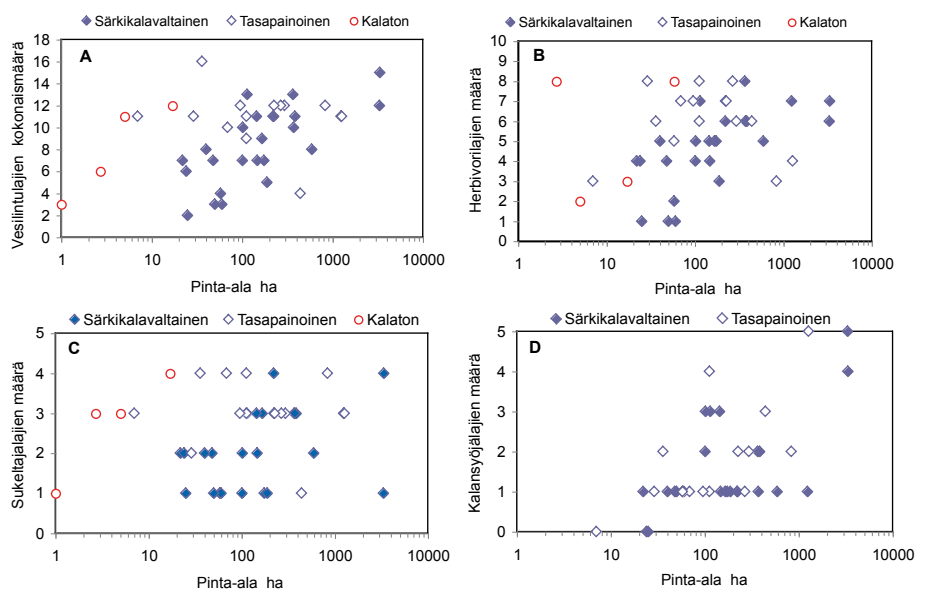 Särkikalavaltainen Tasapainoinen Kalaton
A
Vesilintulajien kokonaismäärä
18
16
14
12
10
8
6
4
2
0
1 10 100 1000 10000
Pinta-ala ha
Särkikalavaltainen Tasapainoinen Kalaton
B
Herbivorilajien määrä
10
9
8
7
6
5
4
3
2
1
0
1 10 100 1000 10000
Pinta-ala ha
Särkikalavaltainen Tasapainoinen Kalaton
C
Sukeltajalajien määrä
5
4
3
2
1
0
1 10 100 1000 10000
Pinta-ala ha
Särkikalavaltainen Tasapainoinen
D
Kalansyöjälajien määrä
5
4
3
2
1
0
1 10 100 1000 10000
Pinta-ala ha